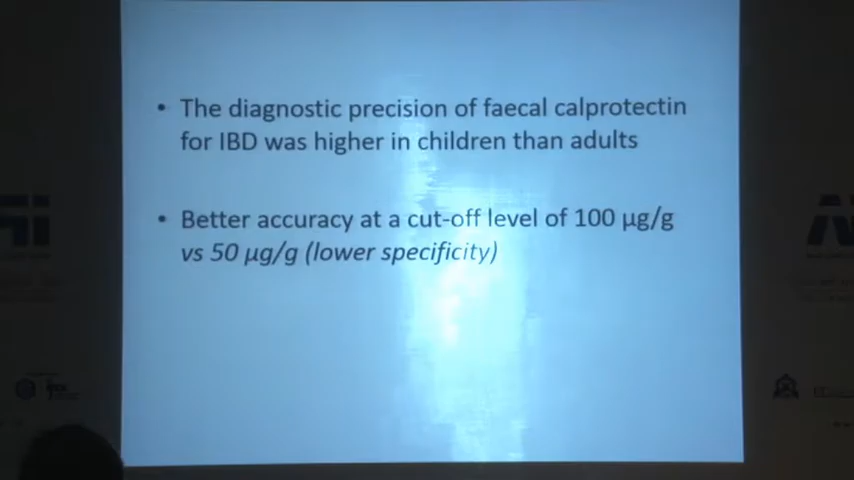 • The diagnostic precision of faecal calprotectin
for IBD was higher in children than adults
• Better accuracy at a cut-off level of 100 µg/g
vs 50 µg/g (lower specificity)